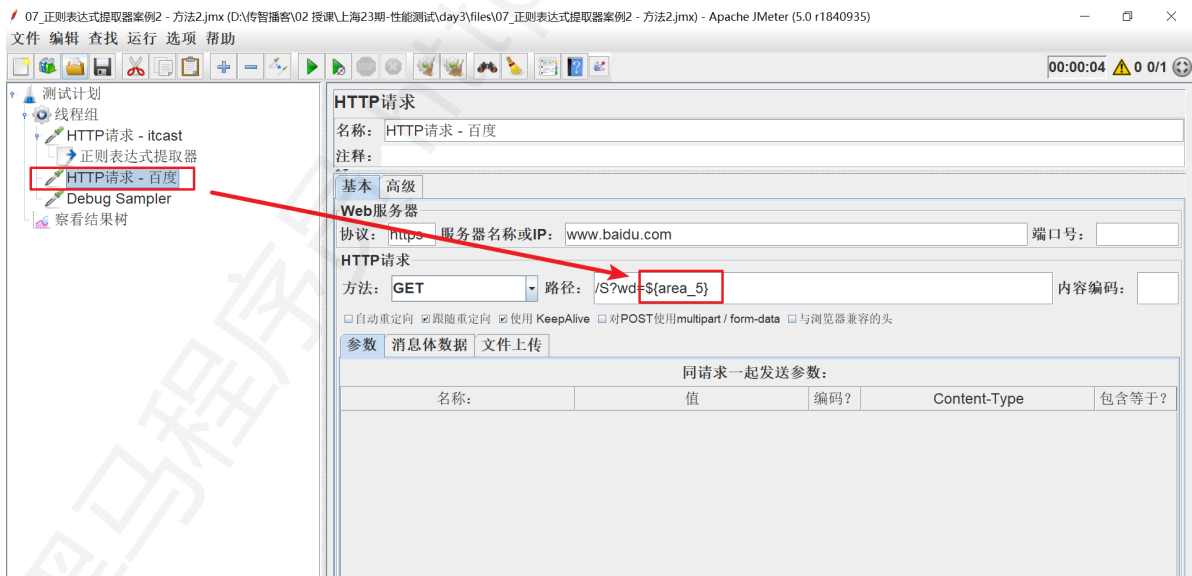 07_正则表达式提取器案例2 - 方法2.jmx (D:\传智播客\02 授课\上海23期-性能测试\day3\files\07_正则表达式提取器案例2 - 方法2.jmx) - Apache JMeter (5.0 r1840935)
文件 编辑 查找 运行 选项 帮助
00:00:04 0 0/1
测试计划
线程组
HTTP请求 - itcast
正则表达式提取器
HTTP请求 - 百度
Debug Sampler
察看结果树
HTTP请求
名称: HTTP请求 - 百度
注释:
基本 高级
Web服务器
协议: https 服务器名称或IP: www.baidu.com 端口号:
HTTP请求
方法: GET 路径: /S?wd=${area_5} 内容编码:
自动重定向 跟随重定向 使用 KeepAlive 对POST使用multipart / form-data 与浏览器兼容的头
参数 消息体数据 文件上传
同请求一起发送参数:
名称: 值 编码? Content-Type 包含等于?
黑马程序员 http